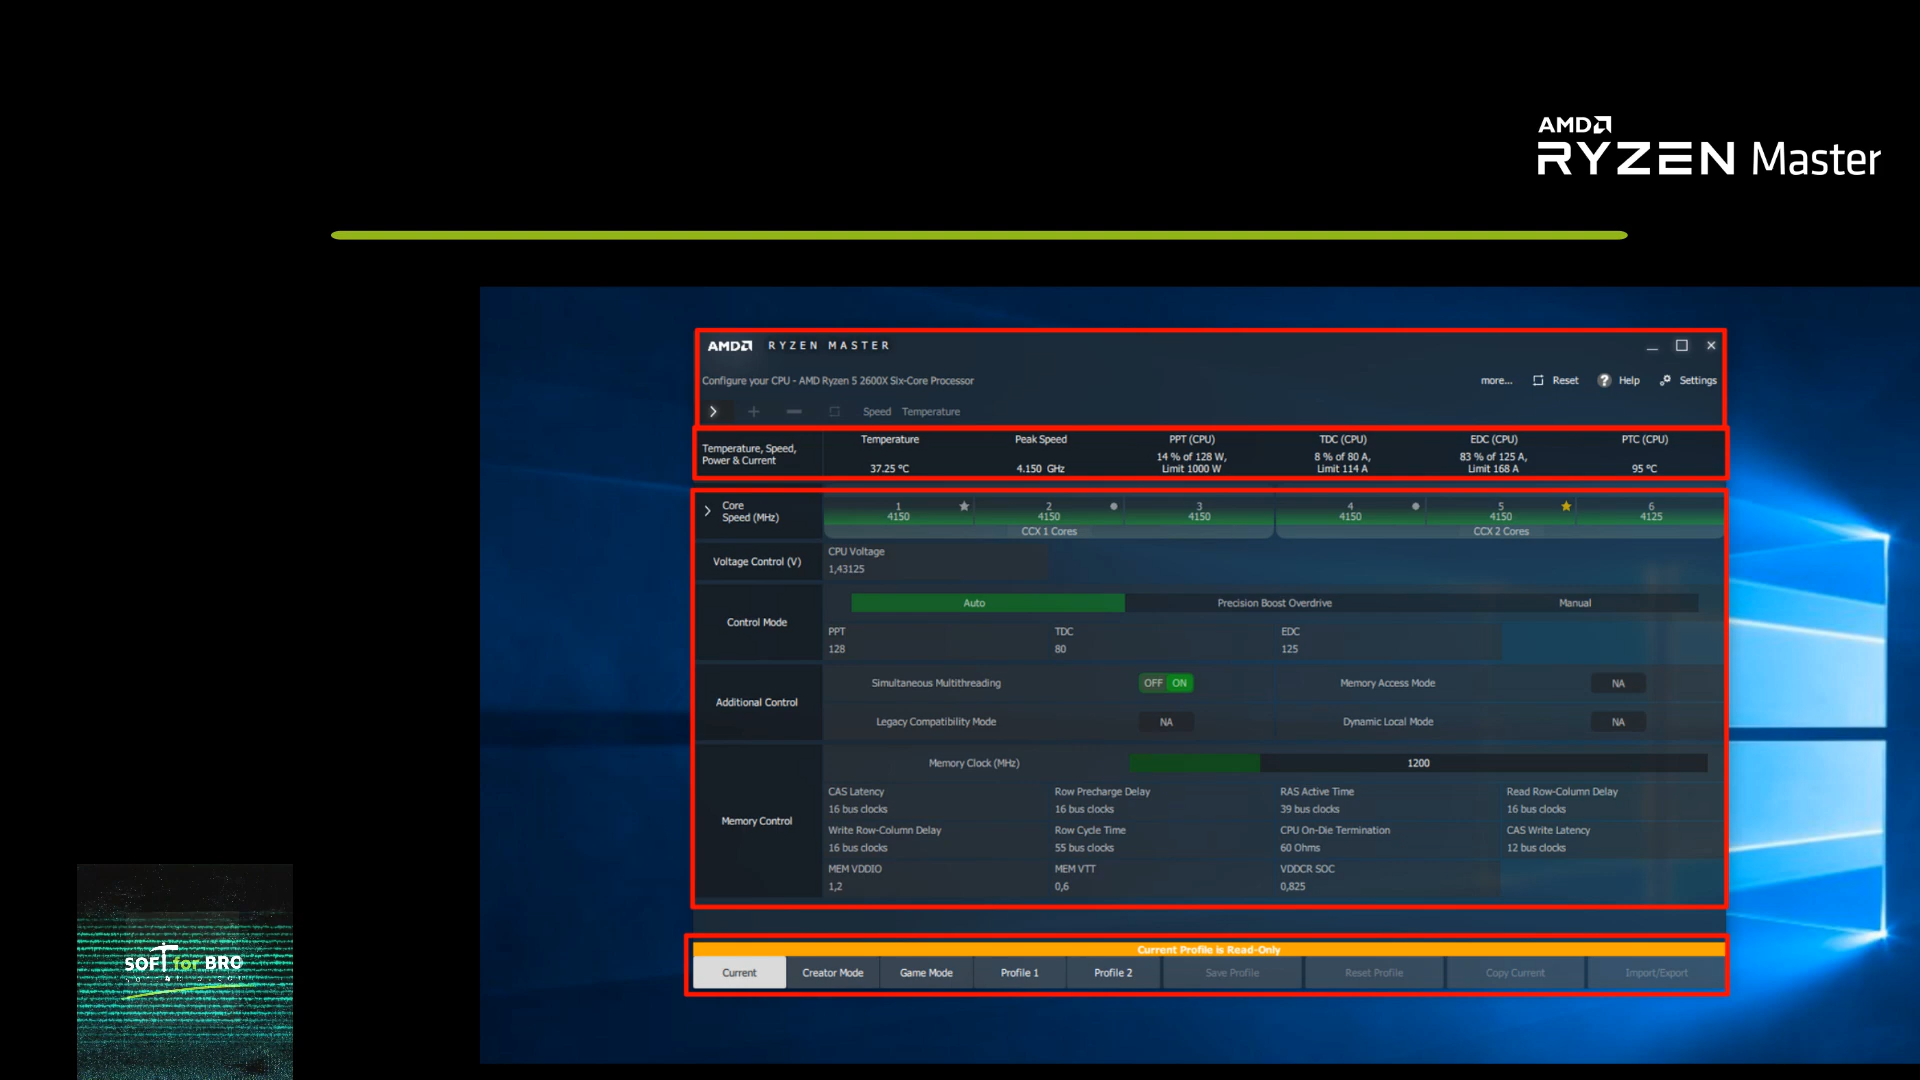 AMD
RYZEN Master
AMD RYZEN MASTER
Configure your CPU - AMD Ryzen 5 2600X Six-Core Processor
more... Reset ? Help Settings
Speed Temperature
Temperature, Speed,
Power & Current
Temperature
37.25 °C
Peak Speed
4.150 GHz
PPT (CPU)
14 % of 128 W,
Limit 1000 W
TDC (CPU)
8 % of 80 A,
Limit 114 A
EDC (CPU)
83 % of 125 A,
Limit 168 A
PTC (CPU)
95 °C
Core
Speed (MHz)
1 2 3 4 5 6
4150 4150 4150 4150 4150 4125
CCX 1 Cores CCX 2 Cores
Voltage Control (V)
CPU Voltage
1,43125
Control Mode
Auto Precision Boost Overdrive Manual
PPT TDC EDC
128 80 125
Additional Control
Simultaneous Multithreading OFF ON Memory Access Mode NA
Legacy Compatibility Mode NA Dynamic Local Mode NA
Memory Control
Memory Clock (MHz) 1200
CAS Latency Row Precharge Delay RAS Active Time Read Row-Column Delay
16 bus clocks 16 bus clocks 39 bus clocks 16 bus clocks
Write Row-Column Delay Row Cycle Time CPU On-Die Termination CAS Write Latency
16 bus clocks 55 bus clocks 60 Ohms 12 bus clocks
MEM VDDIO MEM VTT VDDCR SOC
1,2 0,6 0,825
Current Profile is Read-Only
Current Creator Mode Game Mode Profile 1 Profile 2 Save Profile Reset Profile Copy Current Import/Export
SOFT for BRO